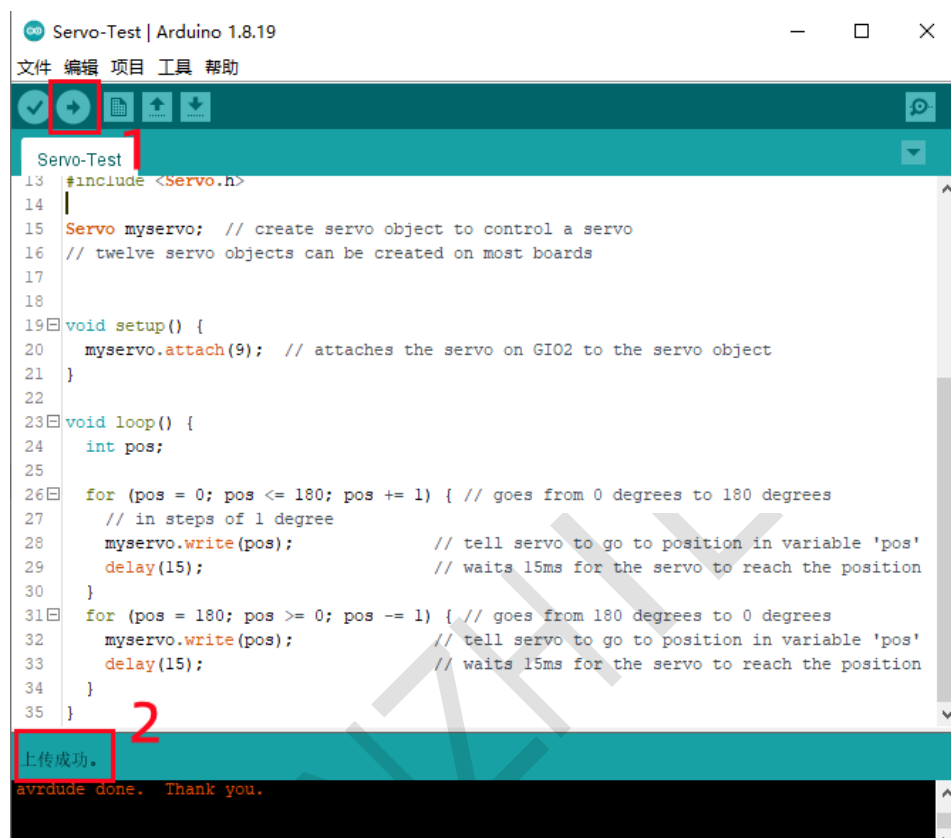 Servo-Test | Arduino 1.8.19
文件 编辑 项目 工具 帮助
1
Servo-Test
13 #include <Servo.h>
14
15 Servo myservo;  // create servo object to control a servo
16 // twelve servo objects can be created on most boards
17
18
19 void setup() {
20   myservo.attach(9);  // attaches the servo on GIO2 to the servo object
21 }
22
23 void loop() {
24   int pos;
25
26   for (pos = 0; pos <= 180; pos += 1) { // goes from 0 degrees to 180 degrees
27     // in steps of 1 degree
28     myservo.write(pos);              // tell servo to go to position in variable 'pos'
29     delay(15);                       // waits 15ms for the servo to reach the position
30   }
31   for (pos = 180; pos >= 0; pos -= 1) { // goes from 180 degrees to 0 degrees
32     myservo.write(pos);              // tell servo to go to position in variable 'pos'
33     delay(15);                       // waits 15ms for the servo to reach the position
34   }
35 }
2
上传成功。
avrdude done.  Thank you.